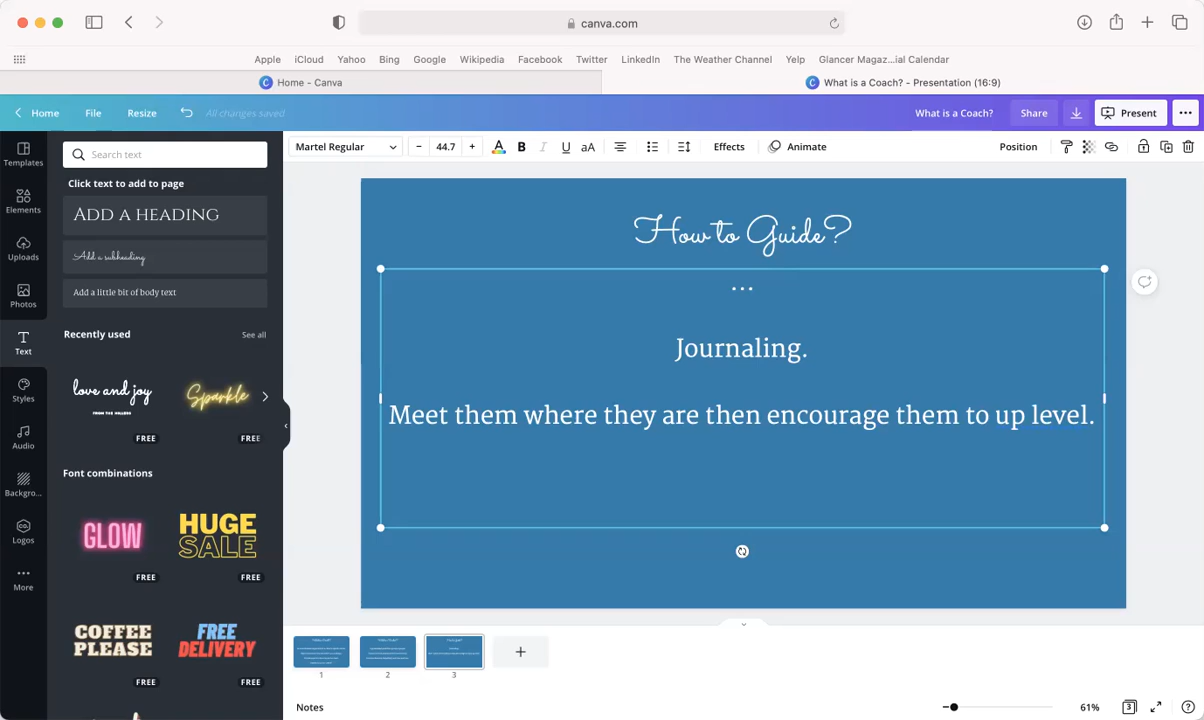 canva.com
Apple iCloud Yahoo Bing Google Wikipedia Facebook Twitter LinkedIn The Weather Channel Yelp Glancer Magaz...ial Calendar
Home - Canva
What is a Coach? - Presentation (16:9)
Home File Resize All changes saved What is a Coach? Share Present
Templates
Elements
Uploads
Photos
Text
Styles
Audio
Backgro...
Logos
More
Search text
Click text to add to page
Add a heading
Add a subheading
Add a little bit of body text
Recently used See all
love and joy
FROM THE MILLERS
FREE
Sparkle
FREE
Font combinations
GLOW
FREE
HUGE
SALE
FREE
COFFEE
PLEASE
FREE
FREE
DELIVERY
FREE
Martel Regular − 44.7 + A B I U aA Effects Animate Position
How to Guide?
...
Journaling.
Meet them where they are then encourage them to up level.
1 2 3
Notes 61% 3 ?